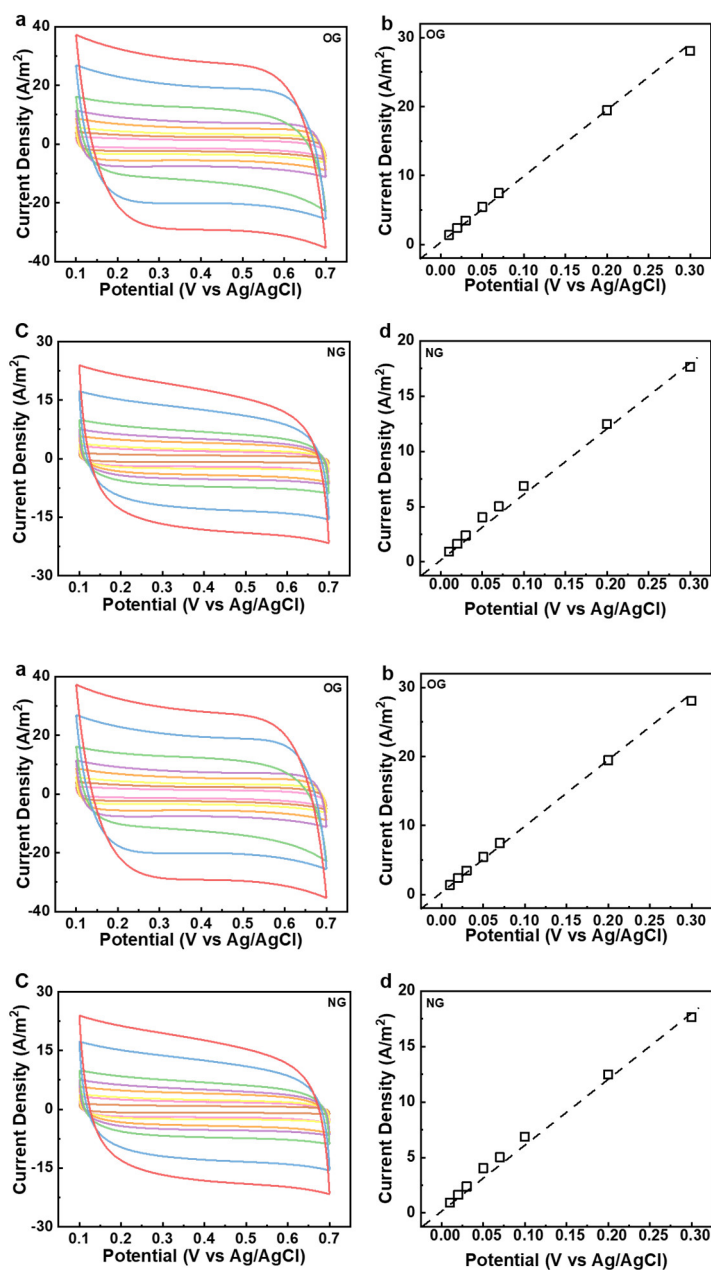 a
OG
Current Density (A/m²)
40
20
0
-20
-40
0.1 0.2 0.3 0.4 0.5 0.6 0.7
Potential (V vs Ag/AgCl)
b
OG
Current Density (A/m²)
30
20
10
0
0.00 0.05 0.10 0.15 0.20 0.25 0.30
Potential (V vs Ag/AgCl)
C
NG
Current Density (A/m²)
30
15
0
-15
-30
0.1 0.2 0.3 0.4 0.5 0.6 0.7
Potential (V vs Ag/AgCl)
d
NG
Current Density (A/m²)
20
15
10
5
0
0.00 0.05 0.10 0.15 0.20 0.25 0.30
Potential (V vs Ag/AgCl)
a
OG
Current Density (A/m²)
40
20
0
-20
-40
0.1 0.2 0.3 0.4 0.5 0.6 0.7
Potential (V vs Ag/AgCl)
b
OG
Current Density (A/m²)
30
20
10
0
0.00 0.05 0.10 0.15 0.20 0.25 0.30
Potential (V vs Ag/AgCl)
C
NG
Current Density (A/m²)
30
15
0
-15
-30
0.1 0.2 0.3 0.4 0.5 0.6 0.7
Potential (V vs Ag/AgCl)
d
NG
Current Density (A/m²)
20
15
10
5
0
0.00 0.05 0.10 0.15 0.20 0.25 0.30
Potential (V vs Ag/AgCl)